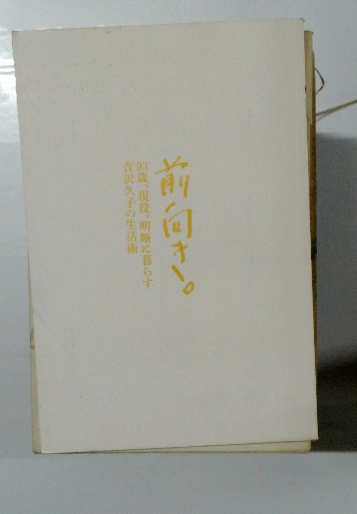 前向き。
93歳、現役。明晰に暮らす
吉沢久子の生活術